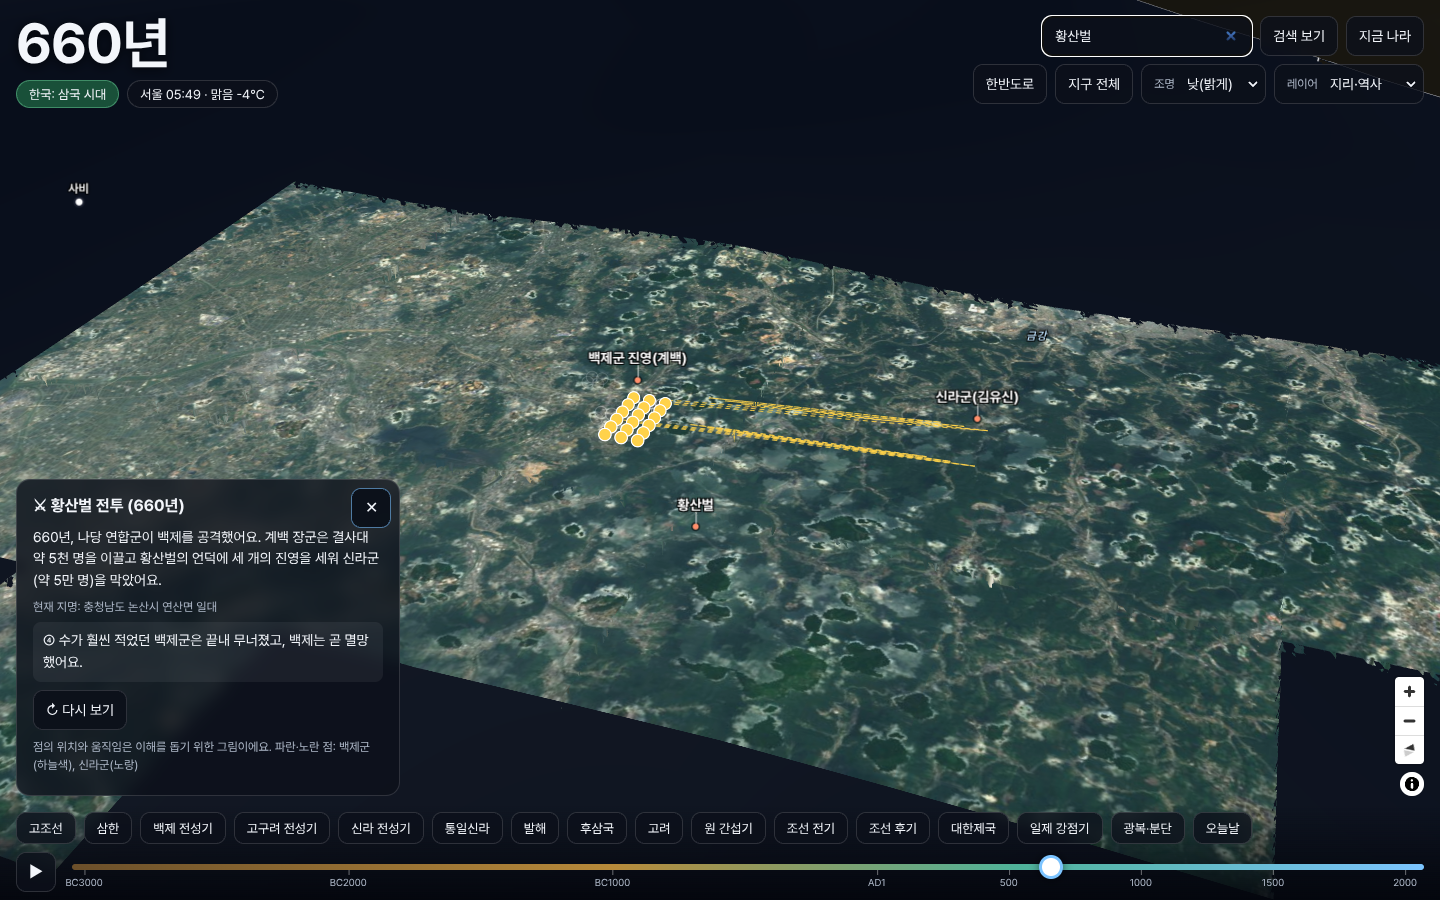 660년
한국: 삼국 시대
서울 05:49 · 맑음 -4°C
황산벌
검색 보기
지금 나라
한반도로
지구 전체
조명 낮(밝게)
레이어 지리·역사
사비
금강
백제군 진영(계백)
신라군(김유신)
황산벌
⚔ 황산벌 전투 (660년)
660년, 나당 연합군이 백제를 공격했어요. 계백 장군은 결사대
약 5천 명을 이끌고 황산벌의 언덕에 세 개의 진영을 세워 신라군
(약 5만 명)을 막았어요.
현재 지명: 충청남도 논산시 연산면 일대
④ 수가 훨씬 적었던 백제군은 끝내 무너졌고, 백제는 곧 멸망
했어요.
↻ 다시 보기
점의 위치와 움직임은 이해를 돕기 위한 그림이에요. 파란·노란 점: 백제군
(하늘색), 신라군(노랑)
고조선
삼한
백제 전성기
고구려 전성기
신라 전성기
통일신라
발해
후삼국
고려
원 간섭기
조선 전기
조선 후기
대한제국
일제 강점기
광복·분단
오늘날
BC3000
BC2000
BC1000
AD1
500
1000
1500
2000